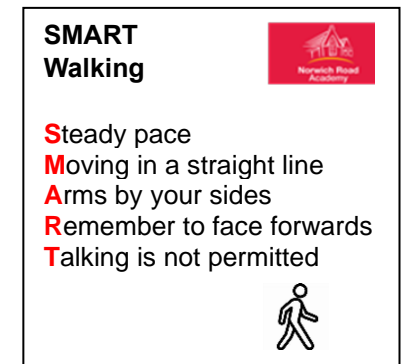 SMART
Walking
Norwich Road
Academy
Steady pace
Moving in a straight line
Arms by your sides
Remember to face forwards
Talking is not permitted